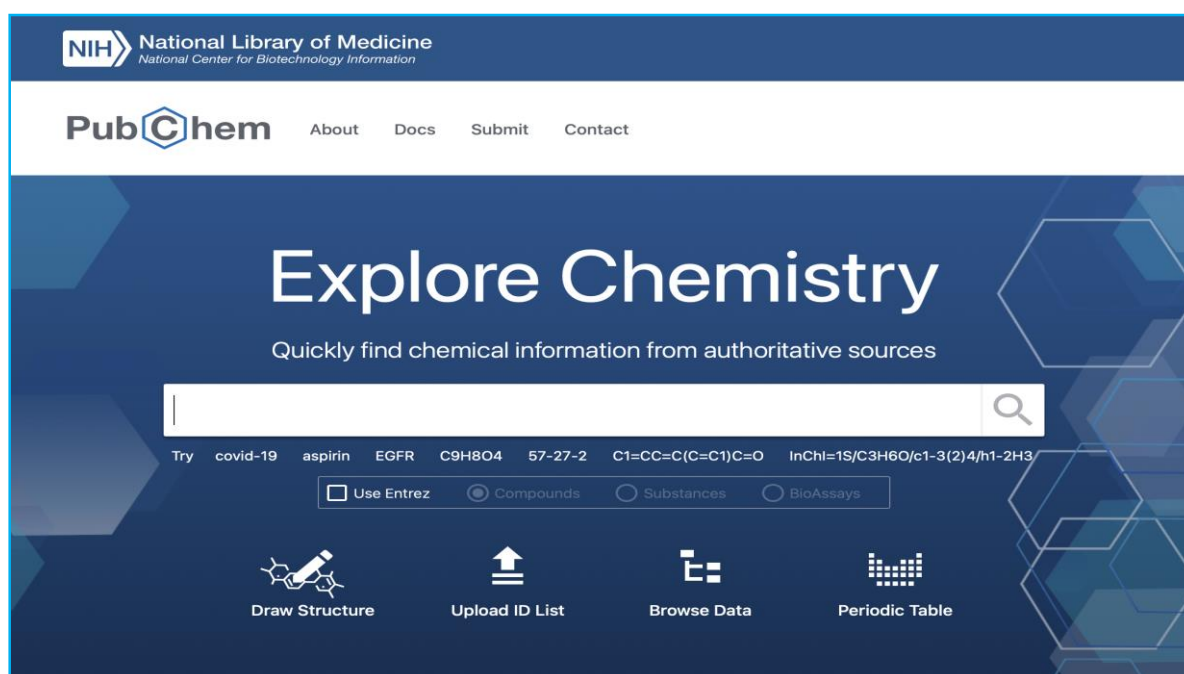 NIH National Library of Medicine
National Center for Biotechnology Information
PubChem About Docs Submit Contact
Explore Chemistry
Quickly find chemical information from authoritative sources
Try covid-19 aspirin EGFR C9H8O4 57-27-2 C1=CC=C(C=C1)C=O InChI=1S/C3H6O/c1-3(2)4/h1-2H3
Use Entrez Compounds Substances BioAssays
Draw Structure Upload ID List Browse Data Periodic Table